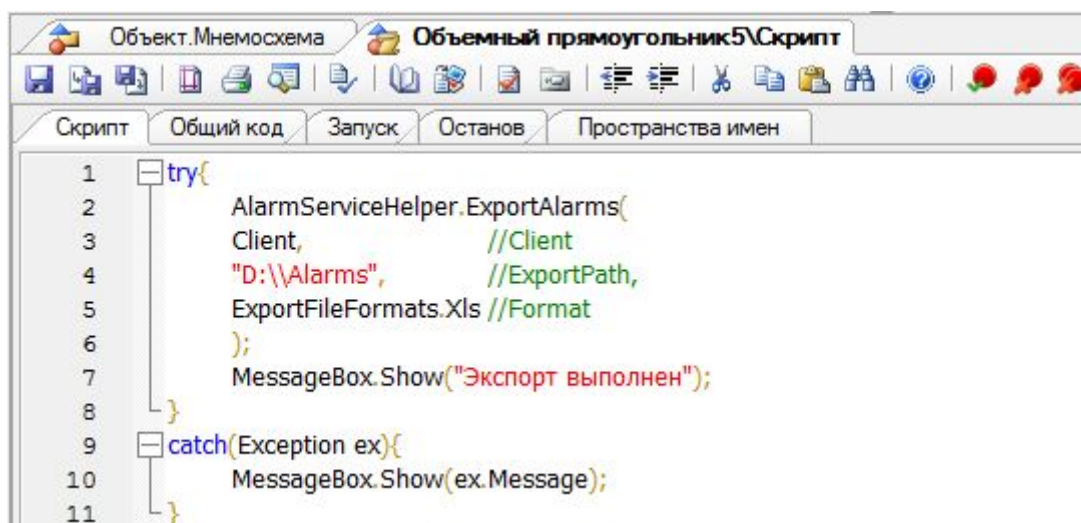 Объект.Мнемосхема Объемный прямоугольник5\Скрипт
Скрипт Общий код Запуск Останов Пространства имен
1 try{
2 AlarmServiceHelper.ExportAlarms(
3 Client, //Client
4 "D:\\Alarms", //ExportPath,
5 ExportFileFormats.Xls //Format
6 );
7 MessageBox.Show("Экспорт выполнен");
8 }
9 catch(Exception ex){
10 MessageBox.Show(ex.Message);
11 }